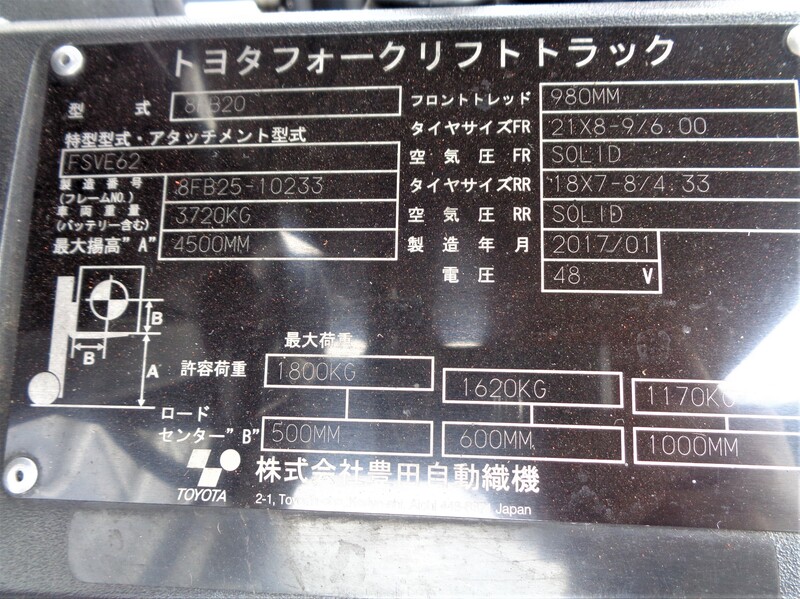 トヨタフォークリフトトラック
型式 8FB20
特型型式・アタッチメント型式
FSVE62
製造番号(フレームNO.) 8FB25-10233
車両重量(バッテリー含む) 3720KG
最大揚高"A" 4500MM
フロントトレッド 980MM
タイヤサイズFR 21X8-9/6.00
空気圧FR SOLID
タイヤサイズRR 18X7-8/4.33
空気圧RR SOLID
製造年月 2017/01
電圧 48 V
B
B
A
最大荷重
許容荷重 1800KG 1620KG 1170KG
ロードセンター"B" 500MM 600MM 1000MM
TOYOTA
株式会社豊田自動織機
2-1, Japan